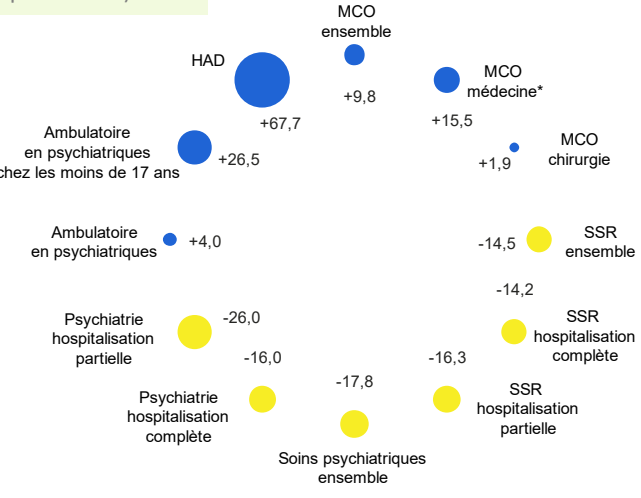 MCO
ensemble
+9,8
HAD
+67,7
MCO
médecine*
+15,5
Ambulatoire
en psychiatriques
chez les moins de 17 ans
+26,5
MCO
chirurgie
+1,9
Ambulatoire
en psychiatriques
+4,0
SSR
ensemble
-14,5
Psychiatrie
hospitalisation
partielle
-26,0
SSR
hospitalisation
complète
-14,2
Psychiatrie
hospitalisation
complète
-16,0
SSR
hospitalisation
partielle
-16,3
-17,8
Soins psychiatriques
ensemble